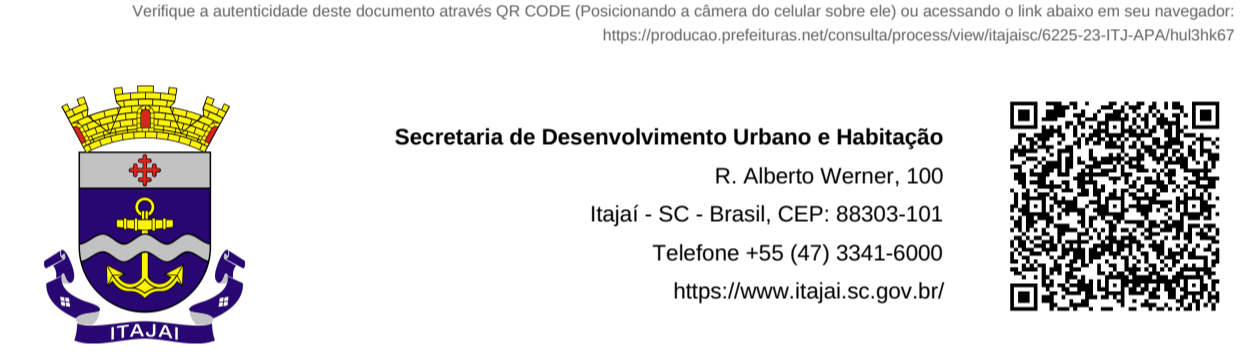 Verifique a autenticidade deste documento através QR CODE (Posicionando a câmera do celular sobre ele) ou acessando o link abaixo em seu navegador:
https://producao.prefeituras.net/consulta/process/view/itajaisc/6225-23-ITJ-APA/hul3hk67
Secretaria de Desenvolvimento Urbano e Habitação
R. Alberto Werner, 100
Itajaí - SC - Brasil, CEP: 88303-101
Telefone +55 (47) 3341-6000
https://www.itajai.sc.gov.br/
ITAJAI